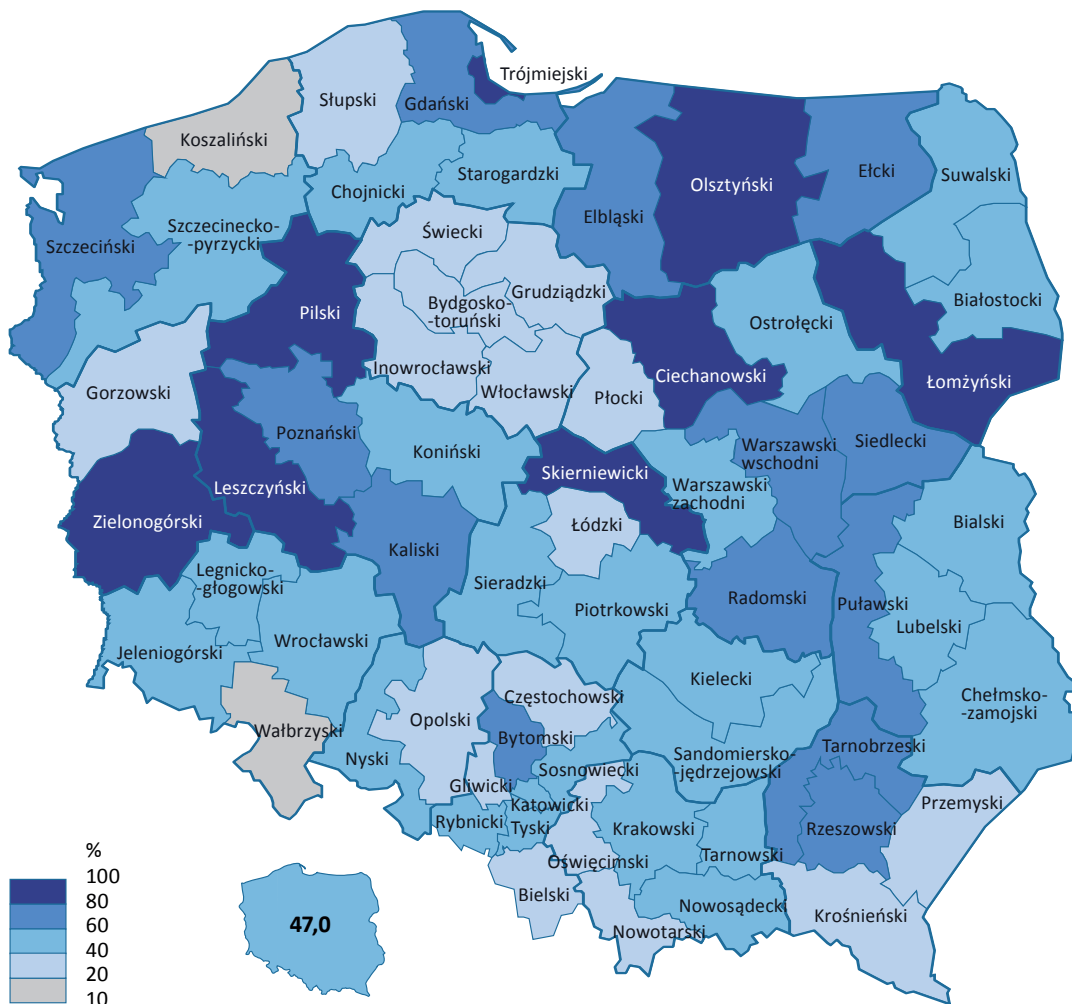 Trójmiejski
Słupski
Gdański
Koszaliński
Olsztyński
Ełcki
Suwalski
Starogardzki
Chojnicki
Elbląski
Szczecinecko-
-pyrzycki
Szczeciński
Świecki
Grudziądzki
Bydgosko-
-toruński
Białostocki
Pilski
Ostrołęcki
Inowrocławski
Włocławski
Płocki
Ciechanowski
Łomżyński
Gorzowski
Poznański
Koniński
Warszawski
wschodni
Siedlecki
Skierniewicki
Warszawski
zachodni
Leszczyński
Zielonogórski
Łódzki
Kaliski
Bialski
Legnicko-
-głogowski
Sieradzki
Piotrkowski
Radomski
Puławski
Lubelski
Wrocławski
Jeleniogórski
Kielecki
Częstochowski
Chełmsko-
-zamojski
Opolski
Wałbrzyski
Bytomski
Tarnobrzeski
Nyski
Sandomiersko-
-jędrzejowski
Sosnowiecki
Gliwicki
Katowicki
Przemyski
Rybnicki
Tyski
Krakowski
Rzeszowski
Tarnowski
Oświęcimski
Bielski
Nowosądecki
Krośnieński
Nowotarski
%
100
80
60
40
20
10
47,0